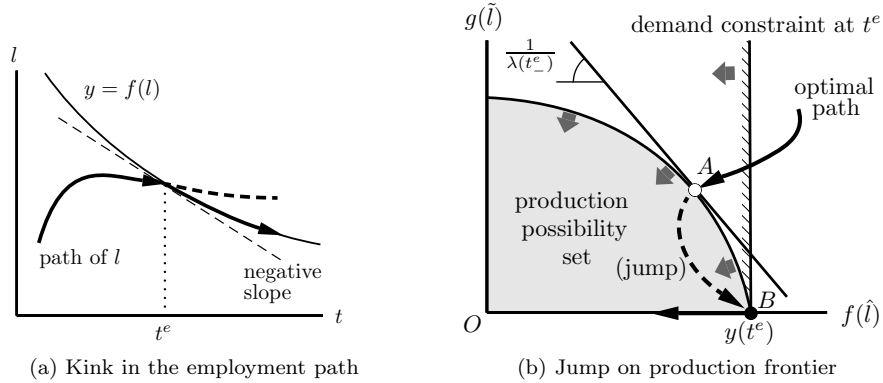 l
y = f(l)
path of l
negative
slope
t
t^e
(a) Kink in the employment path
g(l̃)
demand constraint at t^e
1
λ(t^e_−)
optimal
path
A
production
possibility
set
(jump)
B
O
y(t^e)
f(l̂)
(b) Jump on production frontier